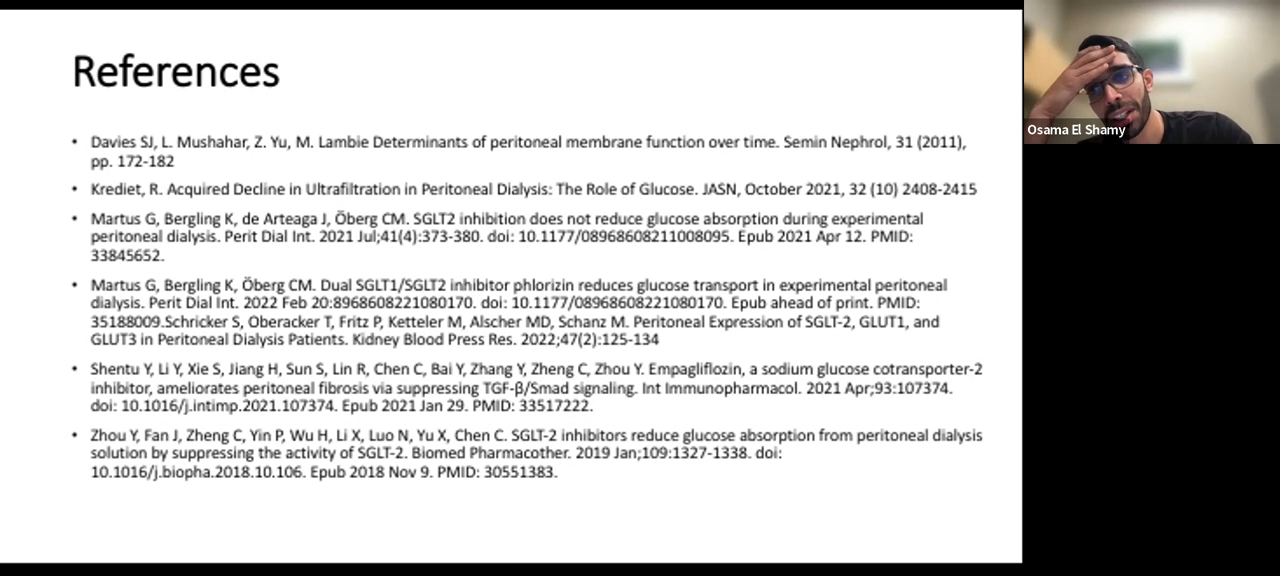 References
• Davies SJ, L. Mushahar, Z. Yu, M. Lambie Determinants of peritoneal membrane function over time. Semin Nephrol, 31 (2011),
pp. 172-182
• Krediet, R. Acquired Decline in Ultrafiltration in Peritoneal Dialysis: The Role of Glucose. JASN, October 2021, 32 (10) 2408-2415
• Martus G, Bergling K, de Arteaga J, Öberg CM. SGLT2 inhibition does not reduce glucose absorption during experimental
peritoneal dialysis. Perit Dial Int. 2021 Jul;41(4):373-380. doi: 10.1177/08968608211008095. Epub 2021 Apr 12. PMID:
33845652.
• Martus G, Bergling K, Öberg CM. Dual SGLT1/SGLT2 inhibitor phlorizin reduces glucose transport in experimental peritoneal
dialysis. Perit Dial Int. 2022 Feb 20:8968608221080170. doi: 10.1177/08968608221080170. Epub ahead of print. PMID:
35188009.Schricker S, Oberacker T, Fritz P, Ketteler M, Alscher MD, Schanz M. Peritoneal Expression of SGLT-2, GLUT1, and
GLUT3 in Peritoneal Dialysis Patients. Kidney Blood Press Res. 2022;47(2):125-134
• Shentu Y, Li Y, Xie S, Jiang H, Sun S, Lin R, Chen C, Bai Y, Zhang Y, Zheng C, Zhou Y. Empagliflozin, a sodium glucose cotransporter-2
inhibitor, ameliorates peritoneal fibrosis via suppressing TGF-β/Smad signaling. Int Immunopharmacol. 2021 Apr;93:107374.
doi: 10.1016/j.intimp.2021.107374. Epub 2021 Jan 29. PMID: 33517222.
• Zhou Y, Fan J, Zheng C, Yin P, Wu H, Li X, Luo N, Yu X, Chen C. SGLT-2 inhibitors reduce glucose absorption from peritoneal dialysis
solution by suppressing the activity of SGLT-2. Biomed Pharmacother. 2019 Jan;109:1327-1338. doi:
10.1016/j.biopha.2018.10.106. Epub 2018 Nov 9. PMID: 30551383.
Osama El Shamy